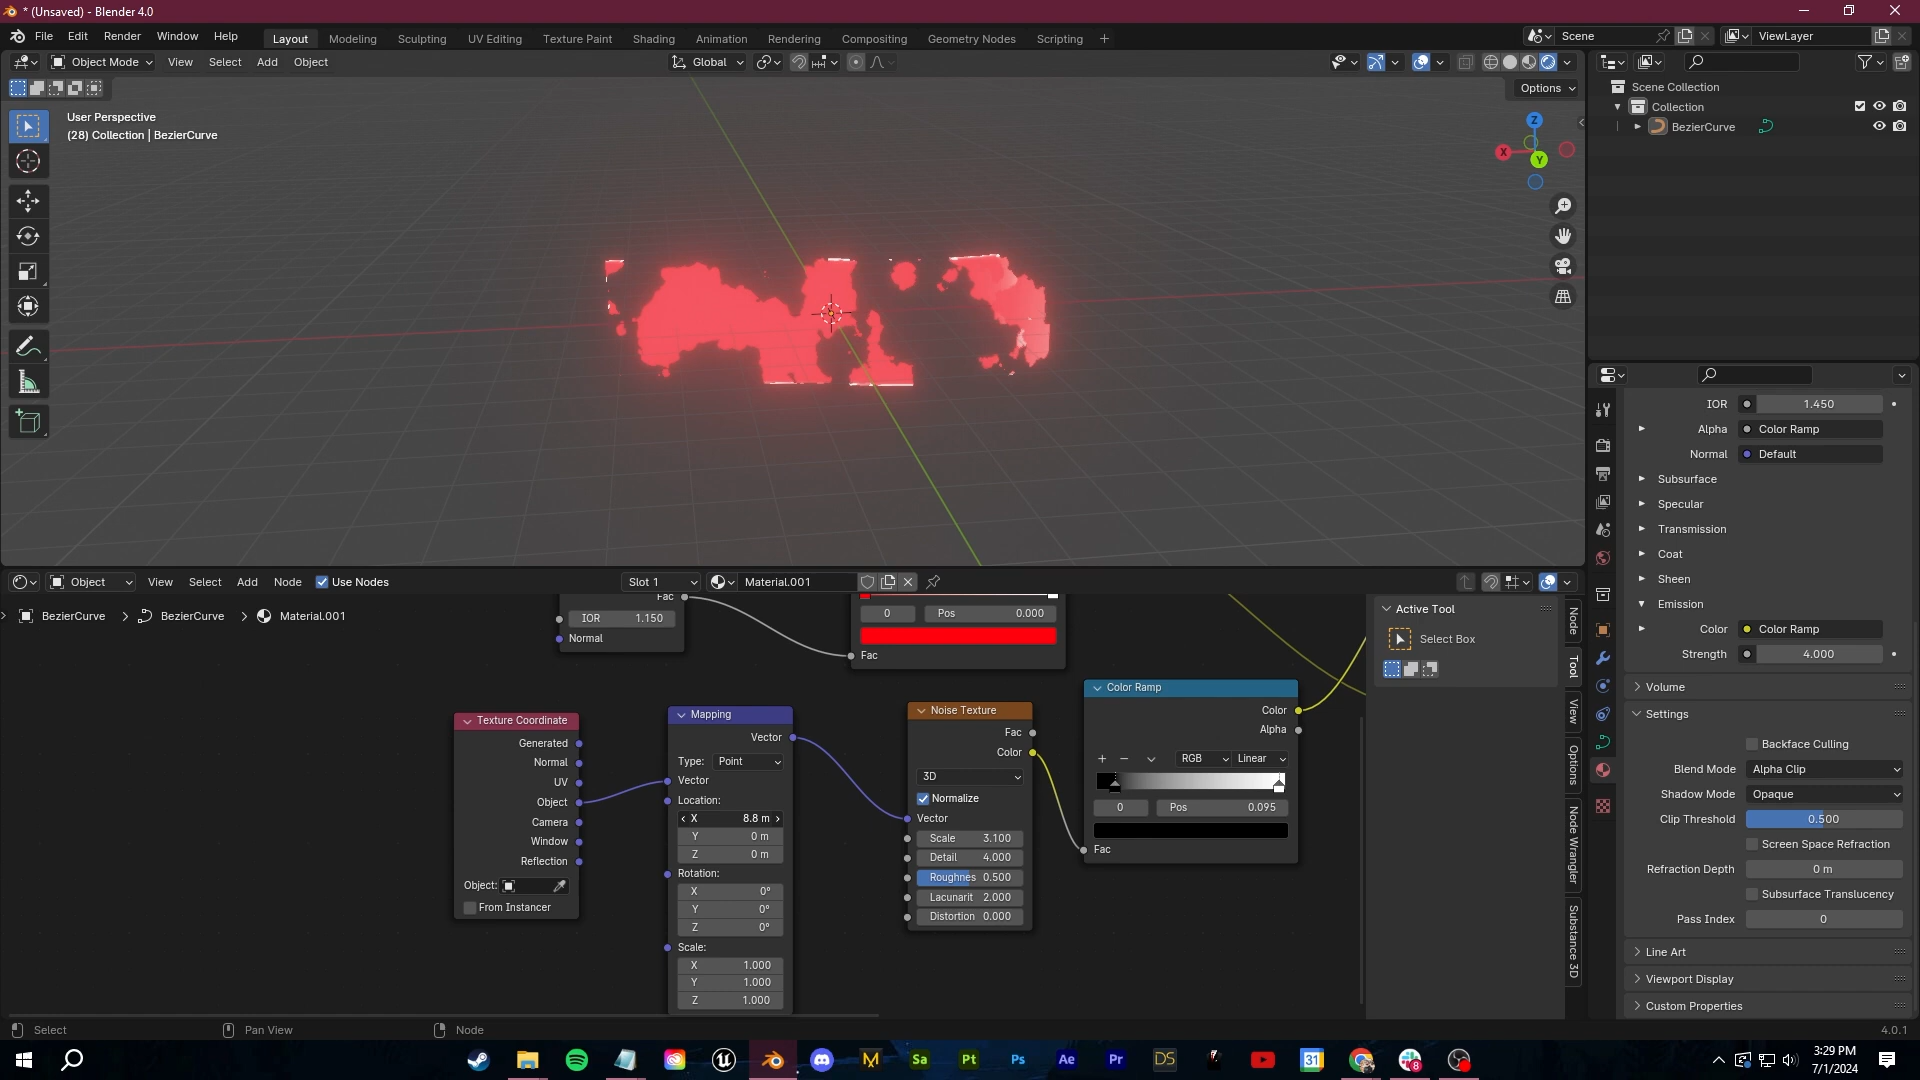 * (Unsaved) - Blender 4.0
File Edit Render Window Help
Layout Modeling Sculpting UV Editing Texture Paint Shading Animation Rendering Compositing Geometry Nodes Scripting +
Scene
ViewLayer
Object Mode View Select Add Object
Global
Options
User Perspective
(28) Collection | BezierCurve
Z
X
Y
Scene Collection
Collection
BezierCurve
IOR 1.450
Alpha Color Ramp
Normal Default
Subsurface
Specular
Transmission
Coat
Sheen
Emission
Color Color Ramp
Strength 4.000
Volume
Settings
Backface Culling
Blend Mode Alpha Clip
Shadow Mode Opaque
Clip Threshold 0.500
Screen Space Refraction
Refraction Depth 0 m
Subsurface Translucency
Pass Index 0
Line Art
Viewport Display
Custom Properties
Object View Select Add Node Use Nodes
Slot 1
Material.001
BezierCurve > BezierCurve > Material.001
Fac
IOR 1.150
Normal
0 Pos 0.000
Fac
Texture Coordinate
Generated
Normal
UV
Object
Camera
Window
Reflection
Object:
From Instancer
Mapping
Vector
Type: Point
Vector
Location:
X 8.8 m
Y 0 m
Z 0 m
Rotation:
X 0°
Y 0°
Z 0°
Scale:
X 1.000
Y 1.000
Z 1.000
Noise Texture
Fac
Color
3D
Normalize
Vector
Scale 3.100
Detail 4.000
Roughnes 0.500
Lacunarit 2.000
Distortion 0.000
Color Ramp
Color
Alpha
RGB Linear
0 Pos 0.095
Fac
Active Tool
Select Box
Node
Tool
View
Options
Node Wrangler
Substance 3D
Select
Pan View
Node
4.0.1
Sa
Pt
Ps
Ae
Pr
DS
31
8
3:29 PM
7/1/2024